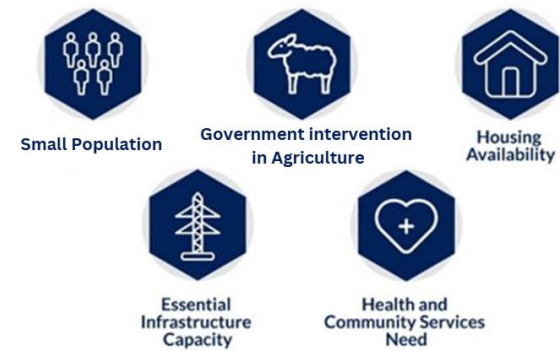 Small Population
Government intervention
in Agriculture
Housing
Availability
Essential
Infrastructure
Capacity
Health and
Community Services
Need